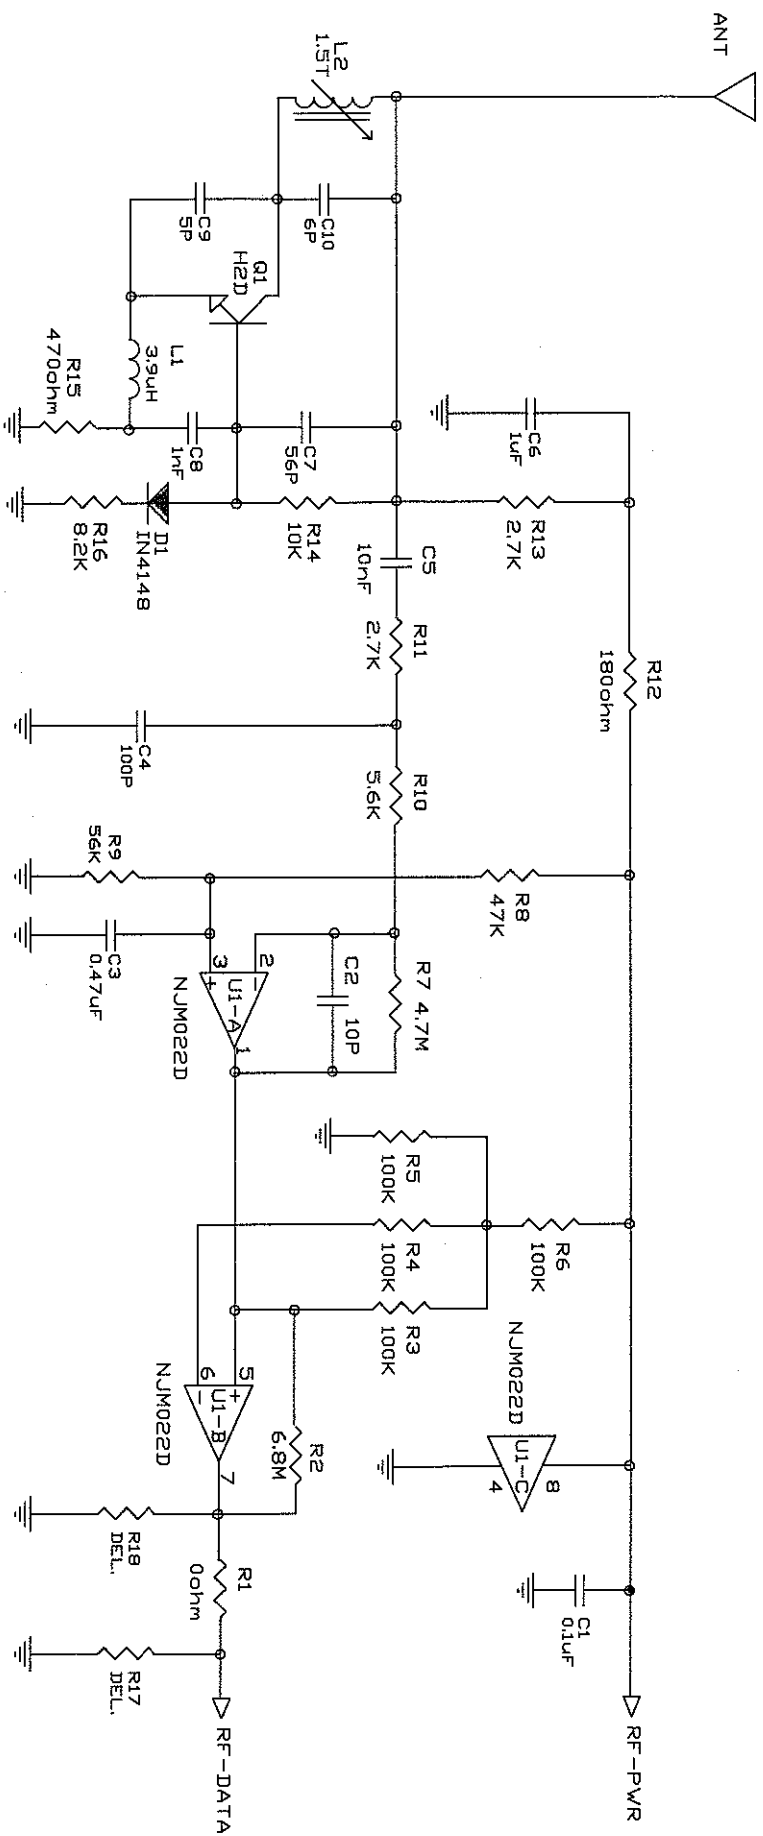 ANT
L2
1.5T
C10
6P
C9
5P
Q1
H2D
L1
3.9uH
R15
470ohm
C8
1nF
C7
56P
C6
1uF
R13
2.7K
R14
10K
D1
IN4148
R16
8.2K
C5
10nF
R11
2.7K
R12
180ohm
C4
100P
R10
5.6K
R9
56K
R8
47K
C3
0.47uF
2
-
3
+
U1-A
1
NJM022D
C2
10P
R7 4.7M
R5
100K
R4
100K
R6
100K
R3
100K
5
+
6
-
U1-B
7
NJM022D
R2
6.8M
NJM022D
U1-C
8
4
R18
DEL.
R1
0ohm
C1
0.1uF
R17
DEL.
RF-DATA
RF-PWR